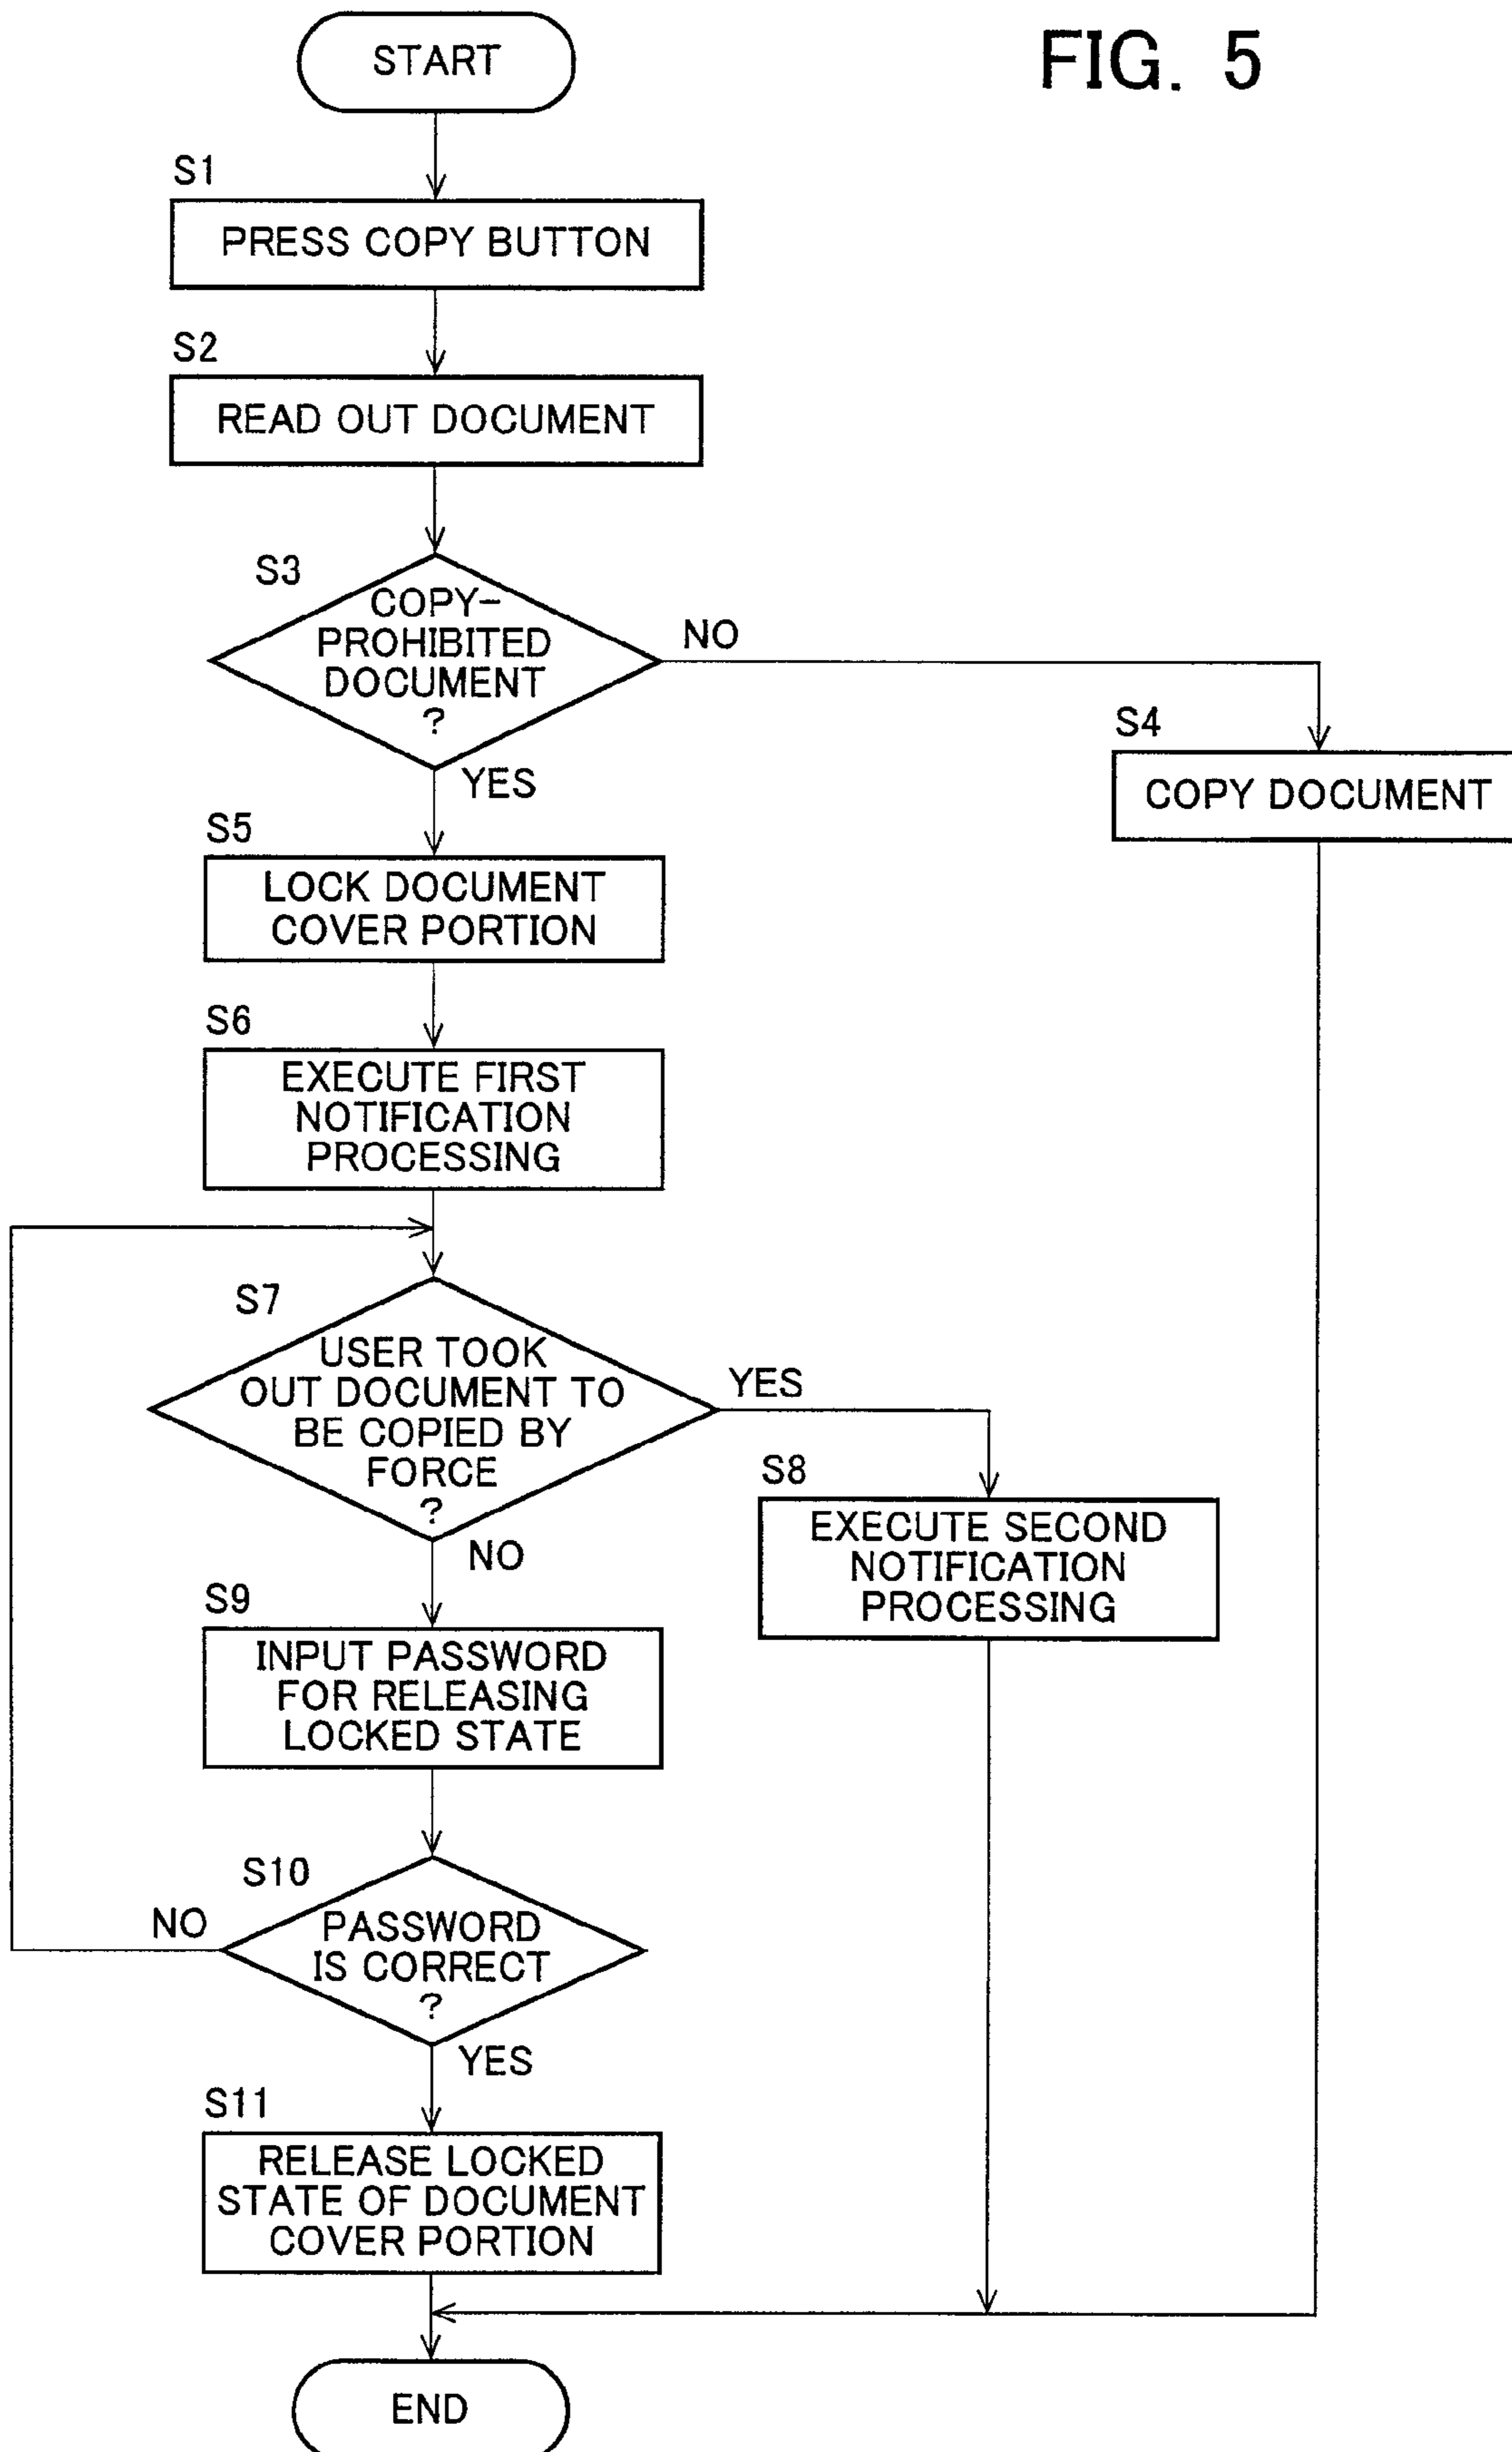 FIG. 5
START
S1
PRESS COPY BUTTON
S2
READ OUT DOCUMENT
S3
COPY-
PROHIBITED
DOCUMENT
?
NO
YES
S4
COPY DOCUMENT
S5
LOCK DOCUMENT
COVER PORTION
S6
EXECUTE FIRST
NOTIFICATION
PROCESSING
S7
USER TOOK
OUT DOCUMENT TO
BE COPIED BY
FORCE
?
YES
NO
S8
EXECUTE SECOND
NOTIFICATION
PROCESSING
S9
INPUT PASSWORD
FOR RELEASING
LOCKED STATE
S10
NO
PASSWORD
IS CORRECT
?
YES
S11
RELEASE LOCKED
STATE OF DOCUMENT
COVER PORTION
END